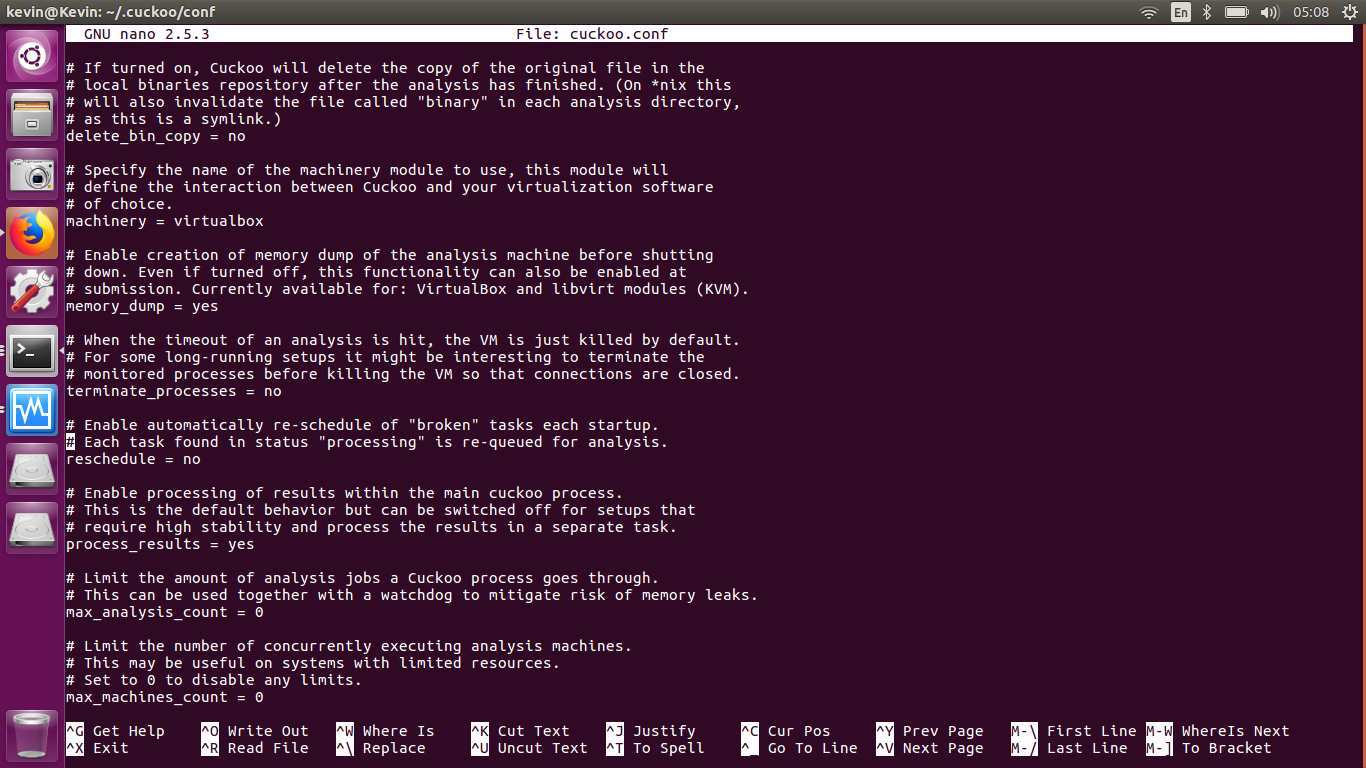 kevin@Kevin: ~/.cuckoo/conf En 05:08
GNU nano 2.5.3 File: cuckoo.conf
# If turned on, Cuckoo will delete the copy of the original file in the
# local binaries repository after the analysis has finished. (On *nix this
# will also invalidate the file called "binary" in each analysis directory,
# as this is a symlink.)
delete_bin_copy = no
# Specify the name of the machinery module to use, this module will
# define the interaction between Cuckoo and your virtualization software
# of choice.
machinery = virtualbox
# Enable creation of memory dump of the analysis machine before shutting
# down. Even if turned off, this functionality can also be enabled at
# submission. Currently available for: VirtualBox and libvirt modules (KVM).
memory_dump = yes
# When the timeout of an analysis is hit, the VM is just killed by default.
# For some long-running setups it might be interesting to terminate the
# monitored processes before killing the VM so that connections are closed.
terminate_processes = no
# Enable automatically re-schedule of "broken" tasks each startup.
# Each task found in status "processing" is re-queued for analysis.
reschedule = no
# Enable processing of results within the main cuckoo process.
# This is the default behavior but can be switched off for setups that
# require high stability and process the results in a separate task.
process_results = yes
# Limit the amount of analysis jobs a Cuckoo process goes through.
# This can be used together with a watchdog to mitigate risk of memory leaks.
max_analysis_count = 0
# Limit the number of concurrently executing analysis machines.
# This may be useful on systems with limited resources.
# Set to 0 to disable any limits.
max_machines_count = 0
^G Get Help ^O Write Out ^W Where Is ^K Cut Text ^J Justify ^C Cur Pos ^Y Prev Page M-\ First Line M-W WhereIs Next
^X Exit ^R Read File ^\ Replace ^U Uncut Text ^T To Spell ^_ Go To Line ^V Next Page M-/ Last Line M-] To Bracket